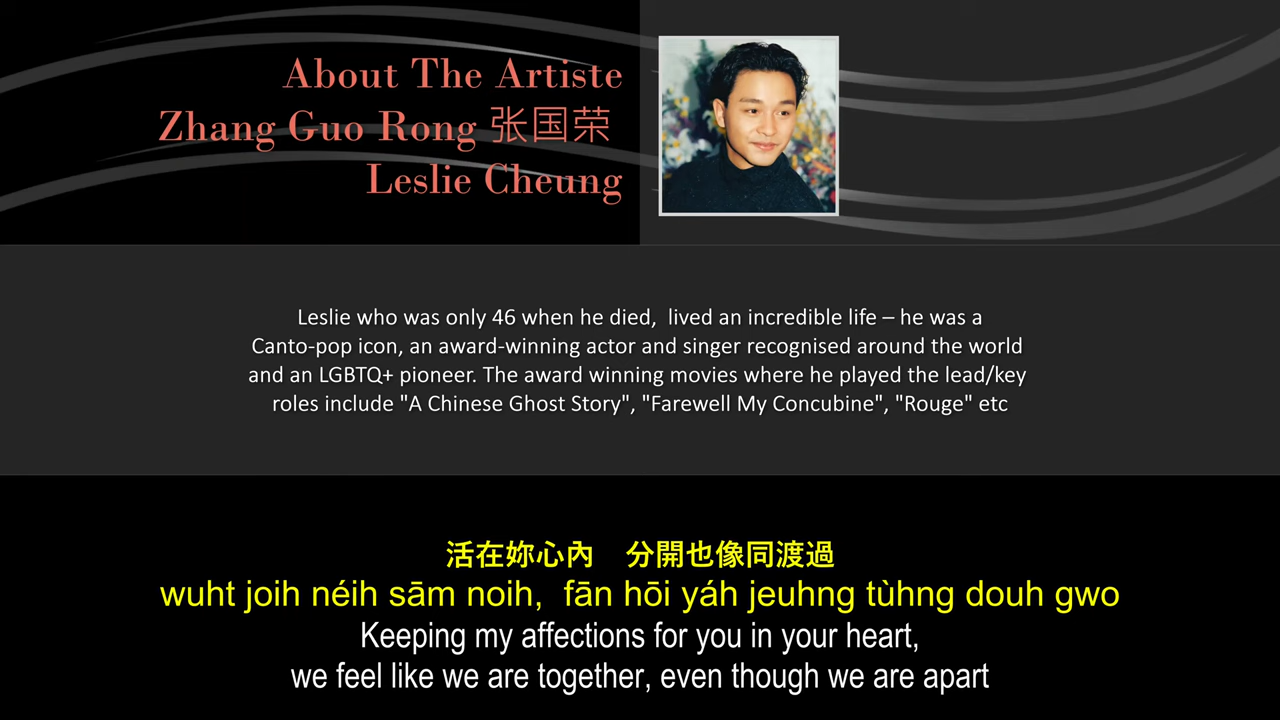 About The Artiste
Zhang Guo Rong 张国荣
Leslie Cheung
Leslie who was only 46 when he died,  lived an incredible life – he was a
Canto-pop icon, an award-winning actor and singer recognised around the world
and an LGBTQ+ pioneer. The award winning movies where he played the lead/key
roles include "A Chinese Ghost Story", "Farewell My Concubine", "Rouge" etc
活在妳心內　分開也像同渡過
wuht joih néih sām noih,  fān hōi yáh jeuhng tùhng douh gwo
Keeping my affections for you in your heart,
we feel like we are together, even though we are apart